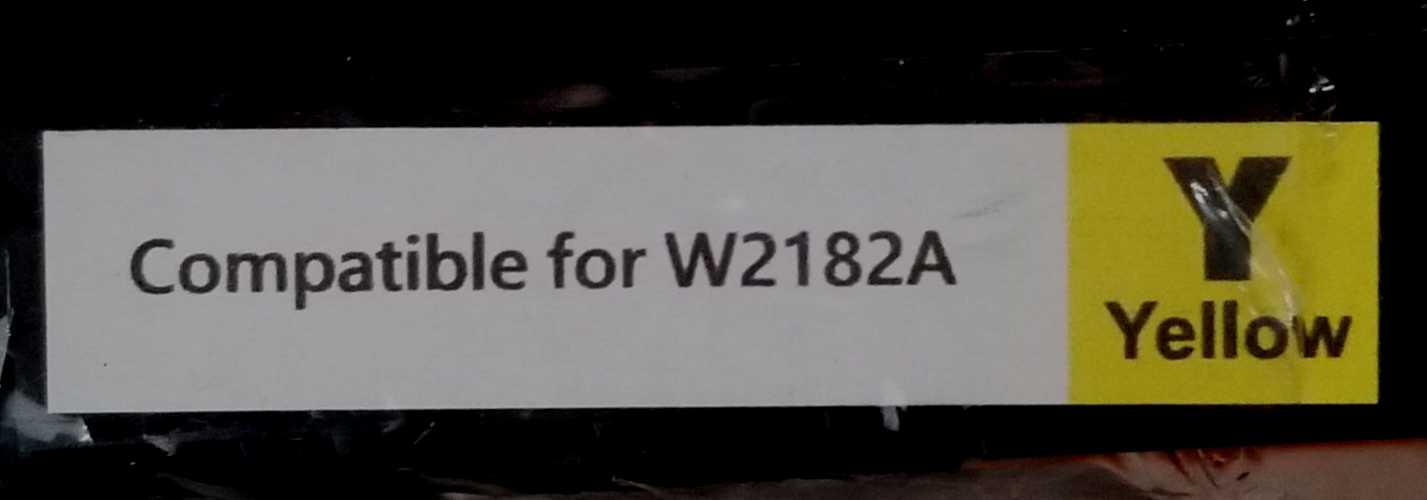 Compatible for W2182A
Y
Yellow